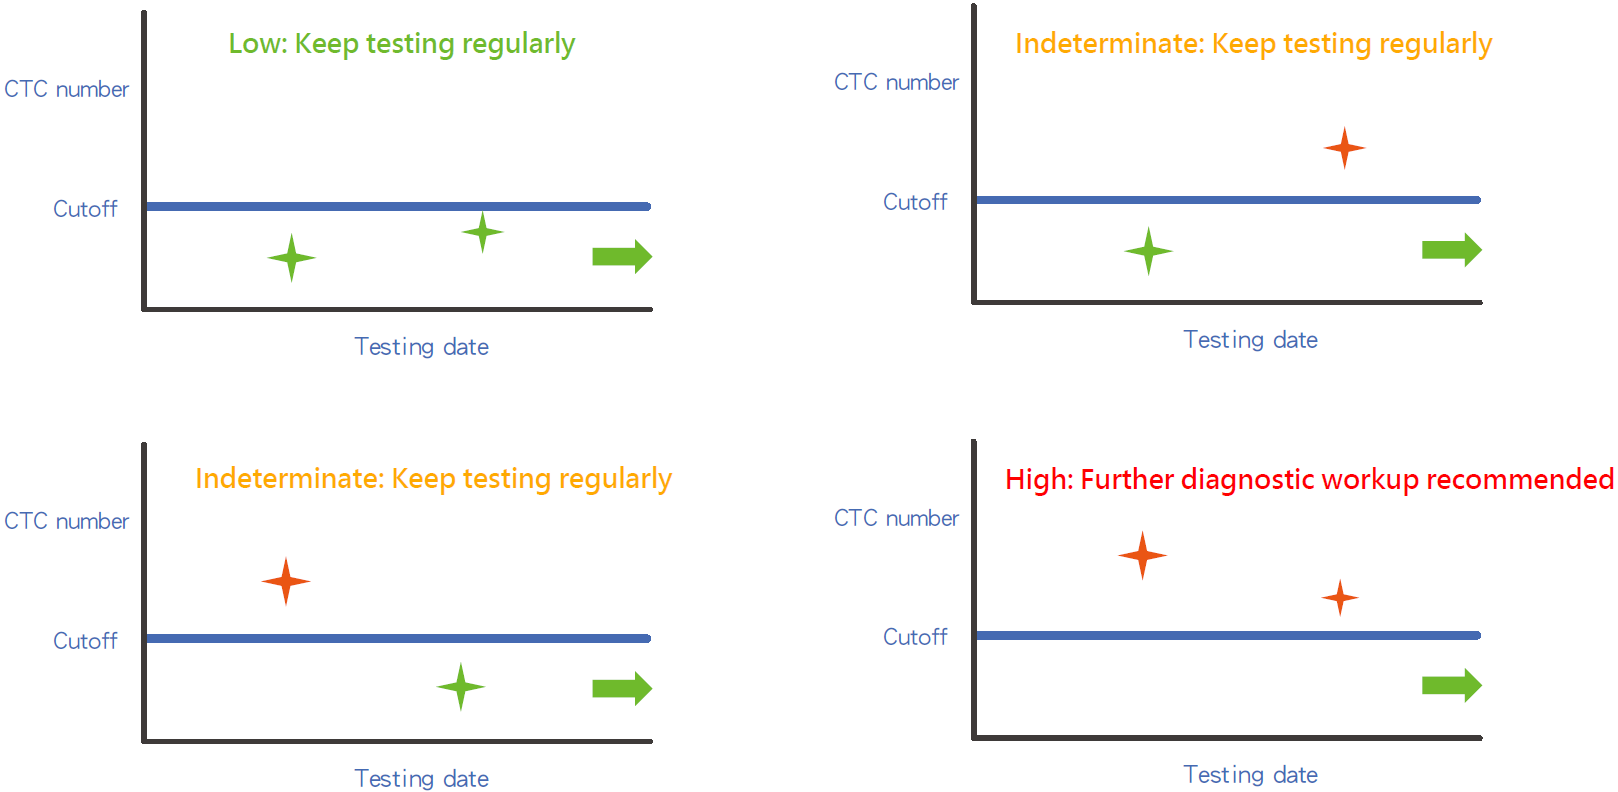 Low: Keep testing regularly
CTC number
Cutoff
Testing date
Indeterminate: Keep testing regularly
CTC number
Cutoff
Testing date
Indeterminate: Keep testing regularly
CTC number
Cutoff
Testing date
High: Further diagnostic workup recommended
CTC number
Cutoff
Testing date